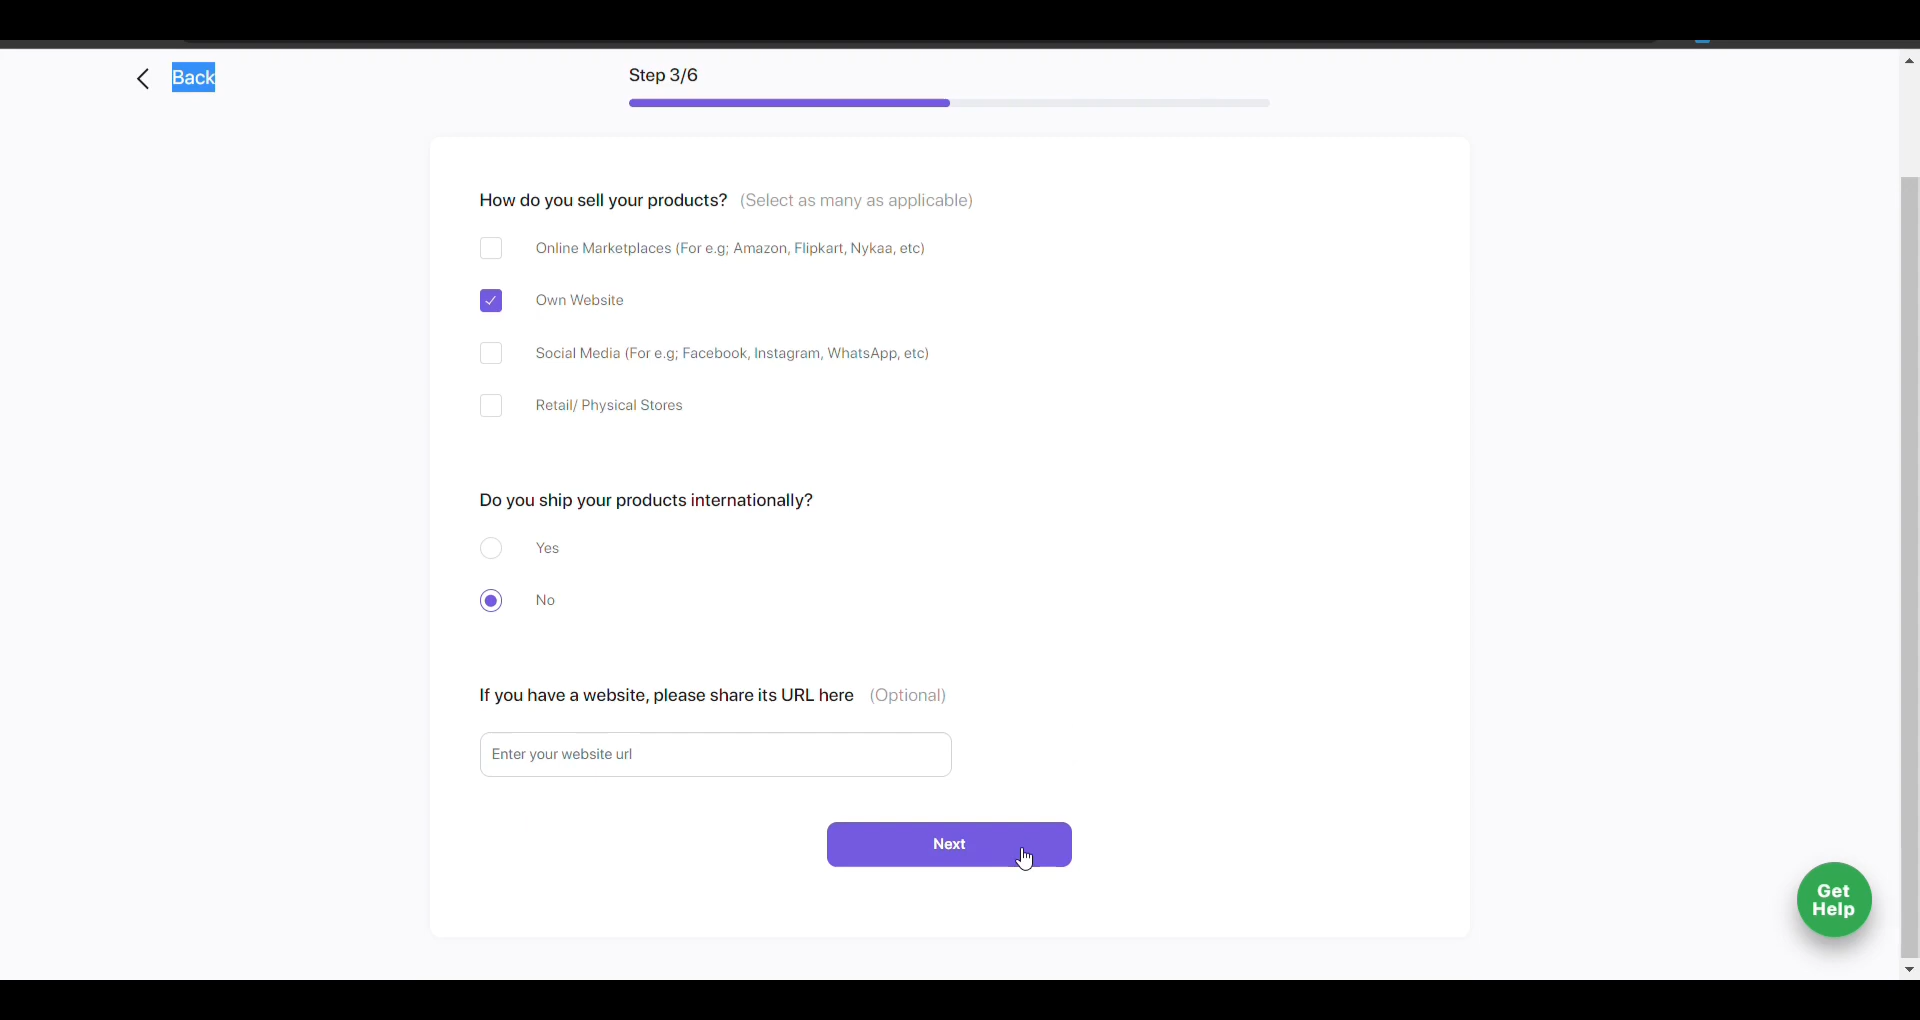 Back
Step 3/6
How do you sell your products? (Select as many as applicable)
Online Marketplaces (For e.g; Amazon, Flipkart, Nykaa, etc)
Own Website
Social Media (For e.g; Facebook, Instagram, WhatsApp, etc)
Retail/ Physical Stores
Do you ship your products internationally?
Yes
No
If you have a website, please share its URL here (Optional)
Enter your website url
Next
Get
Help